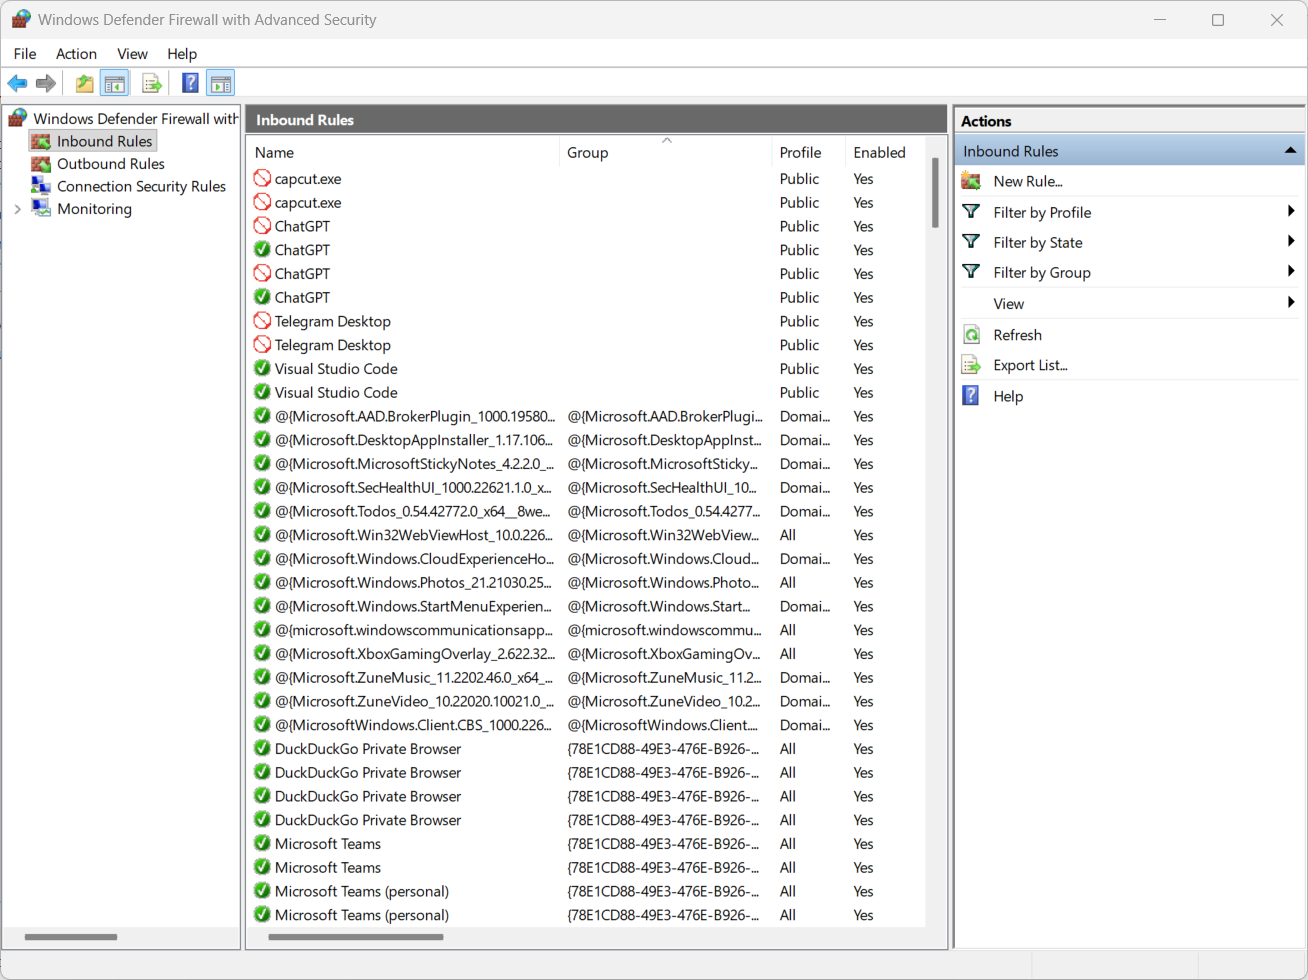 Windows Defender Firewall with Advanced Security
File Action View Help
Windows Defender Firewall with
Inbound Rules
Outbound Rules
Connection Security Rules
Monitoring
Inbound Rules
Name Group Profile Enabled
capcut.exe Public Yes
capcut.exe Public Yes
ChatGPT Public Yes
ChatGPT Public Yes
ChatGPT Public Yes
ChatGPT Public Yes
Telegram Desktop Public Yes
Telegram Desktop Public Yes
Visual Studio Code Public Yes
Visual Studio Code Public Yes
@{Microsoft.AAD.BrokerPlugin_1000.19580... @{Microsoft.AAD.BrokerPlugi... Domai... Yes
@{Microsoft.DesktopAppInstaller_1.17.106... @{Microsoft.DesktopAppInst... Domai... Yes
@{Microsoft.MicrosoftStickyNotes_4.2.2.0_... @{Microsoft.MicrosoftSticky... Domai... Yes
@{Microsoft.SecHealthUI_1000.22621.1.0_x... @{Microsoft.SecHealthUI_10... Domai... Yes
@{Microsoft.Todos_0.54.42772.0_x64__8we... @{Microsoft.Todos_0.54.4277... Domai... Yes
@{Microsoft.Win32WebViewHost_10.0.226... @{Microsoft.Win32WebView... All Yes
@{Microsoft.Windows.CloudExperienceHo... @{Microsoft.Windows.Cloud... Domai... Yes
@{Microsoft.Windows.Photos_21.21030.25... @{Microsoft.Windows.Photo... All Yes
@{Microsoft.Windows.StartMenuExperien... @{Microsoft.Windows.Start... Domai... Yes
@{microsoft.windowscommunicationsapp... @{microsoft.windowscommu... All Yes
@{Microsoft.XboxGamingOverlay_2.622.32... @{Microsoft.XboxGamingOv... All Yes
@{Microsoft.ZuneMusic_11.2202.46.0_x64_... @{Microsoft.ZuneMusic_11.2... Domai... Yes
@{Microsoft.ZuneVideo_10.22020.10021.0_... @{Microsoft.ZuneVideo_10.2... Domai... Yes
@{MicrosoftWindows.Client.CBS_1000.226... @{MicrosoftWindows.Client.... Domai... Yes
DuckDuckGo Private Browser {78E1CD88-49E3-476E-B926-... All Yes
DuckDuckGo Private Browser {78E1CD88-49E3-476E-B926-... All Yes
DuckDuckGo Private Browser {78E1CD88-49E3-476E-B926-... All Yes
DuckDuckGo Private Browser {78E1CD88-49E3-476E-B926-... All Yes
Microsoft Teams {78E1CD88-49E3-476E-B926-... All Yes
Microsoft Teams {78E1CD88-49E3-476E-B926-... All Yes
Microsoft Teams (personal) {78E1CD88-49E3-476E-B926-... All Yes
Microsoft Teams (personal) {78E1CD88-49E3-476E-B926-... All Yes
Actions
Inbound Rules
New Rule...
Filter by Profile
Filter by State
Filter by Group
View
Refresh
Export List...
Help